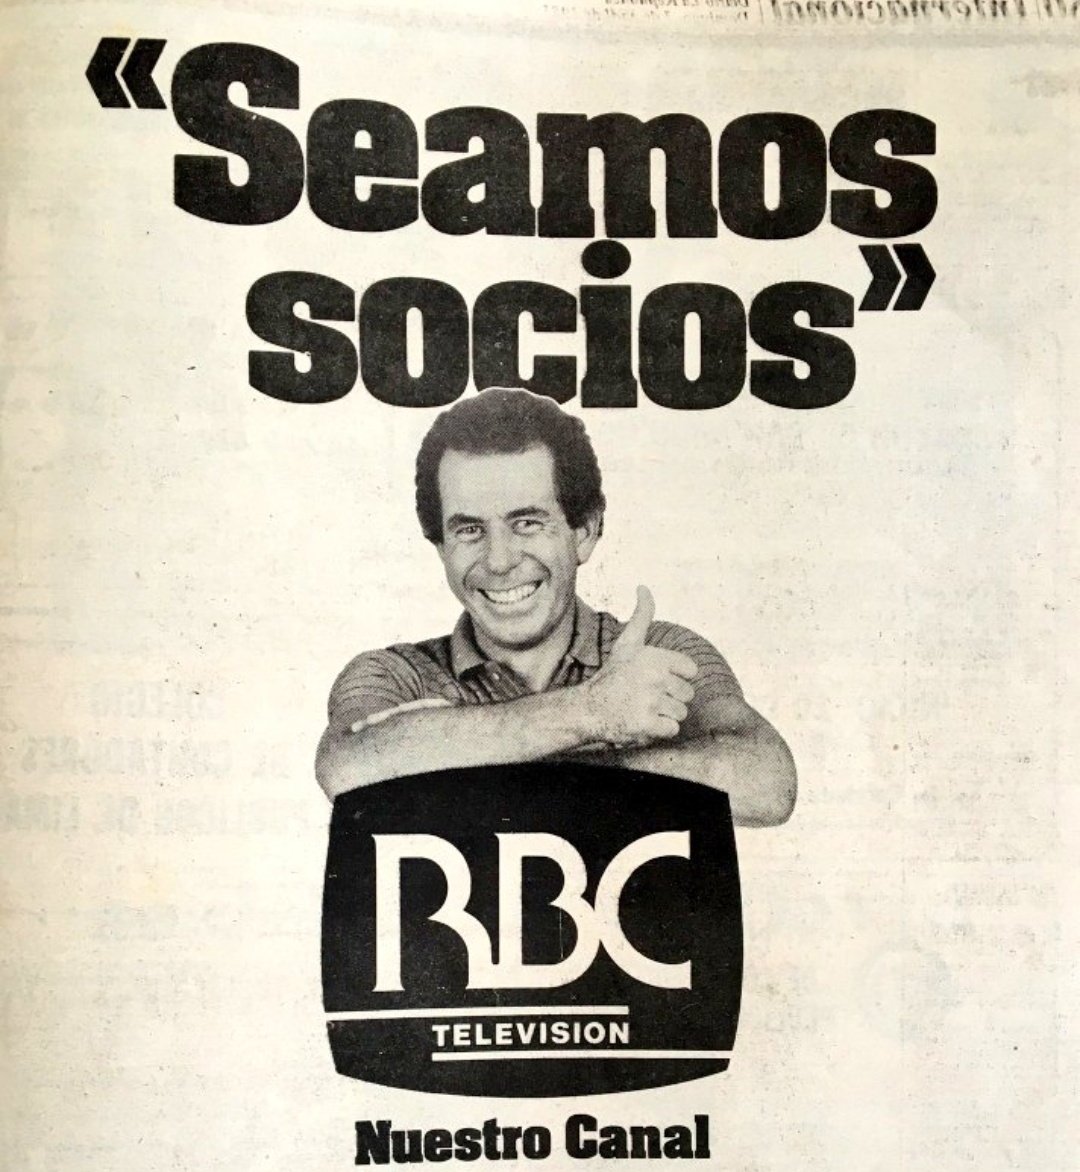 «Seamos
socios»
RBC
TELEVISION
Nuestro Canal